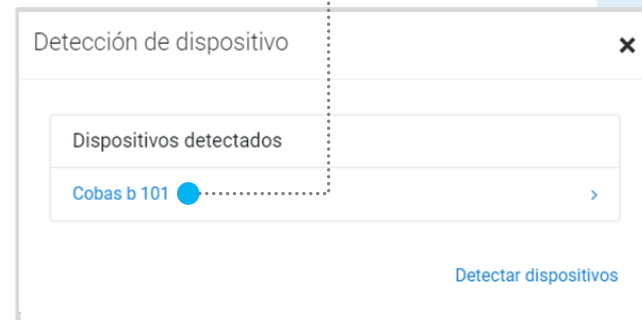 Detección de dispositivo
Dispositivos detectados
Cobas b 101
Detectar dispositivos